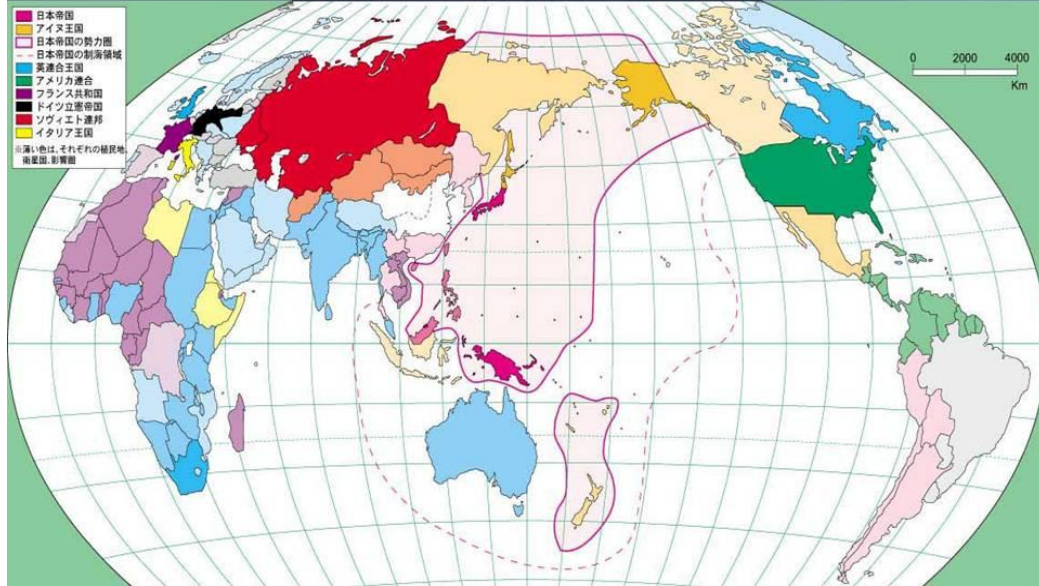 日本帝国
アイヌ王国
日本帝国の勢力圏
日本帝国の制海領域
英連合王国
アメリカ連合
フランス共和国
ドイツ立憲帝国
ソヴィエト連邦
イタリア王国
※薄い色は、それぞれの植民地、
衛星国、影響圏
0 2000 4000
Km